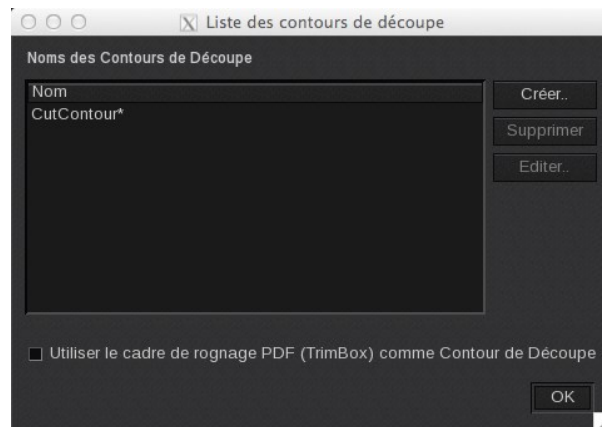 Liste des contours de découpe
Noms des Contours de Découpe
Nom
CutContour*
Créer..
Supprimer
Editer..
Utiliser le cadre de rognage PDF (TrimBox) comme Contour de Découpe
OK